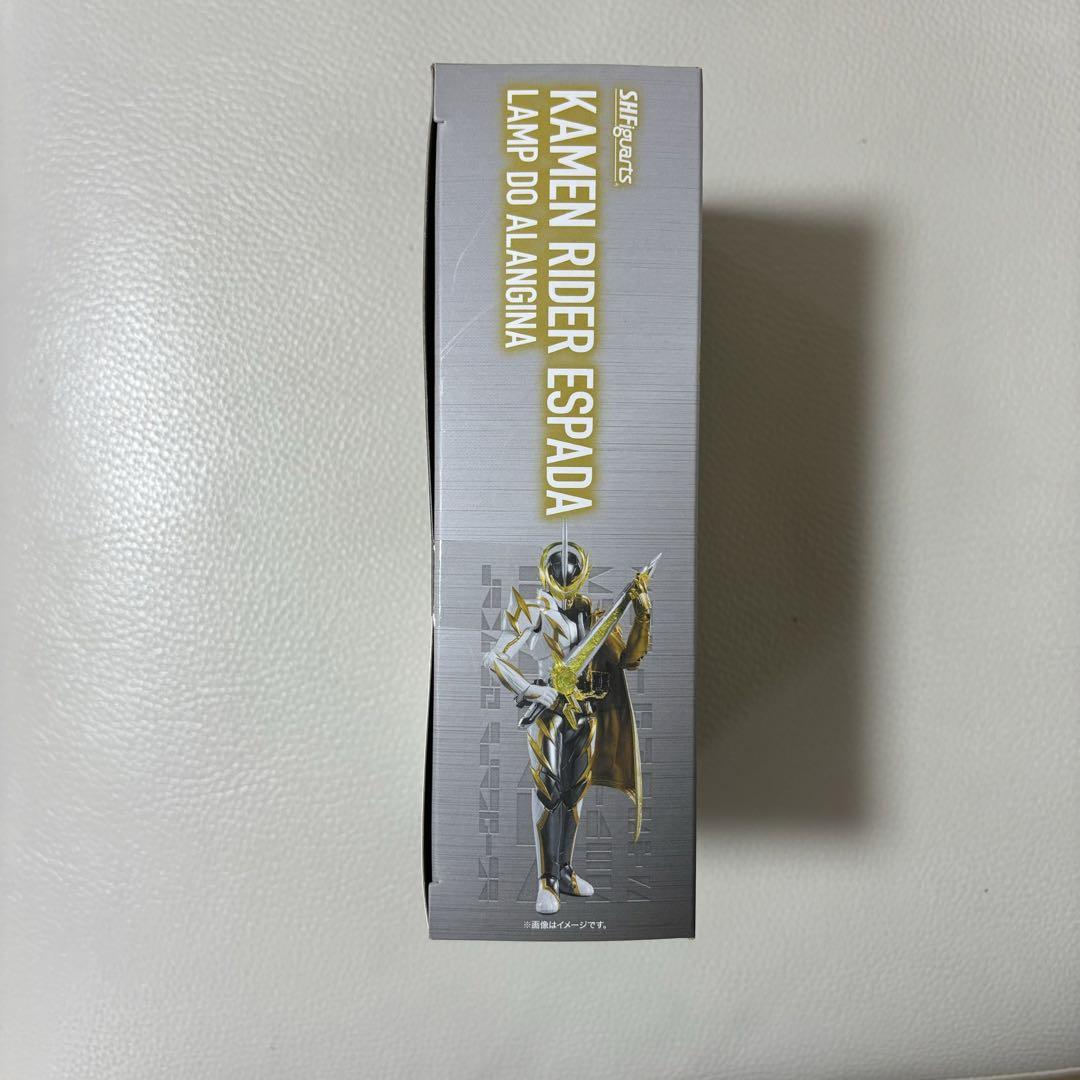 S.H.Figuarts
KAMEN RIDER ESPADA
LAMP DO ALANGINA
※画像はイメージです。